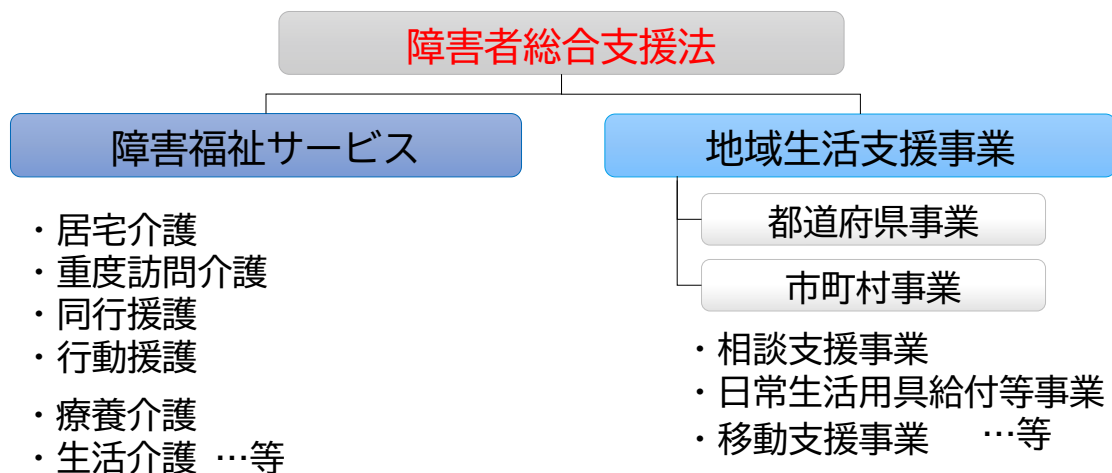 障害者総合支援法
障害福祉サービス
・居宅介護
・重度訪問介護
・同行援護
・行動援護
・療養介護
・生活介護 …等
地域生活支援事業
都道府県事業
市町村事業
・相談支援事業
・日常生活用具給付等事業
・移動支援事業 …等